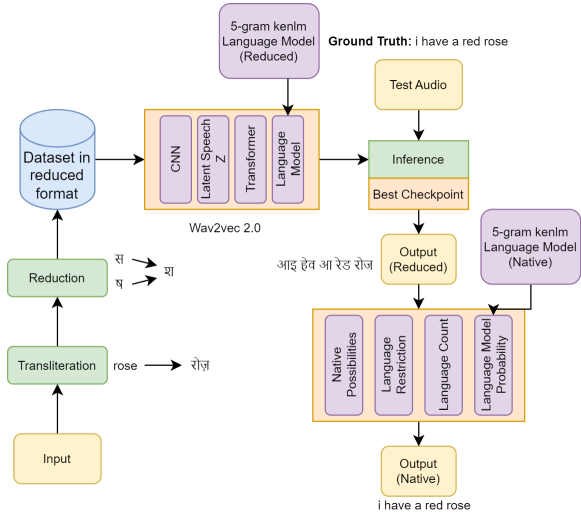 5-gram kenlm
Language Model
(Reduced)
Ground Truth: i have a red rose
Test Audio
Dataset in
reduced
format
CNN
Latent Speech
Z
Transformer
Language
Model
Wav2vec 2.0
Inference
Best Checkpoint
Reduction
स
ष
श
Output
(Reduced)
आइ हेव आ रेड रोज
5-gram kenlm
Language Model
(Native)
Transliteration
rose
रोज़
Native
Possibilities
Language
Restriction
Language Count
Language Model
Probability
Input
Output
(Native)
i have a red rose